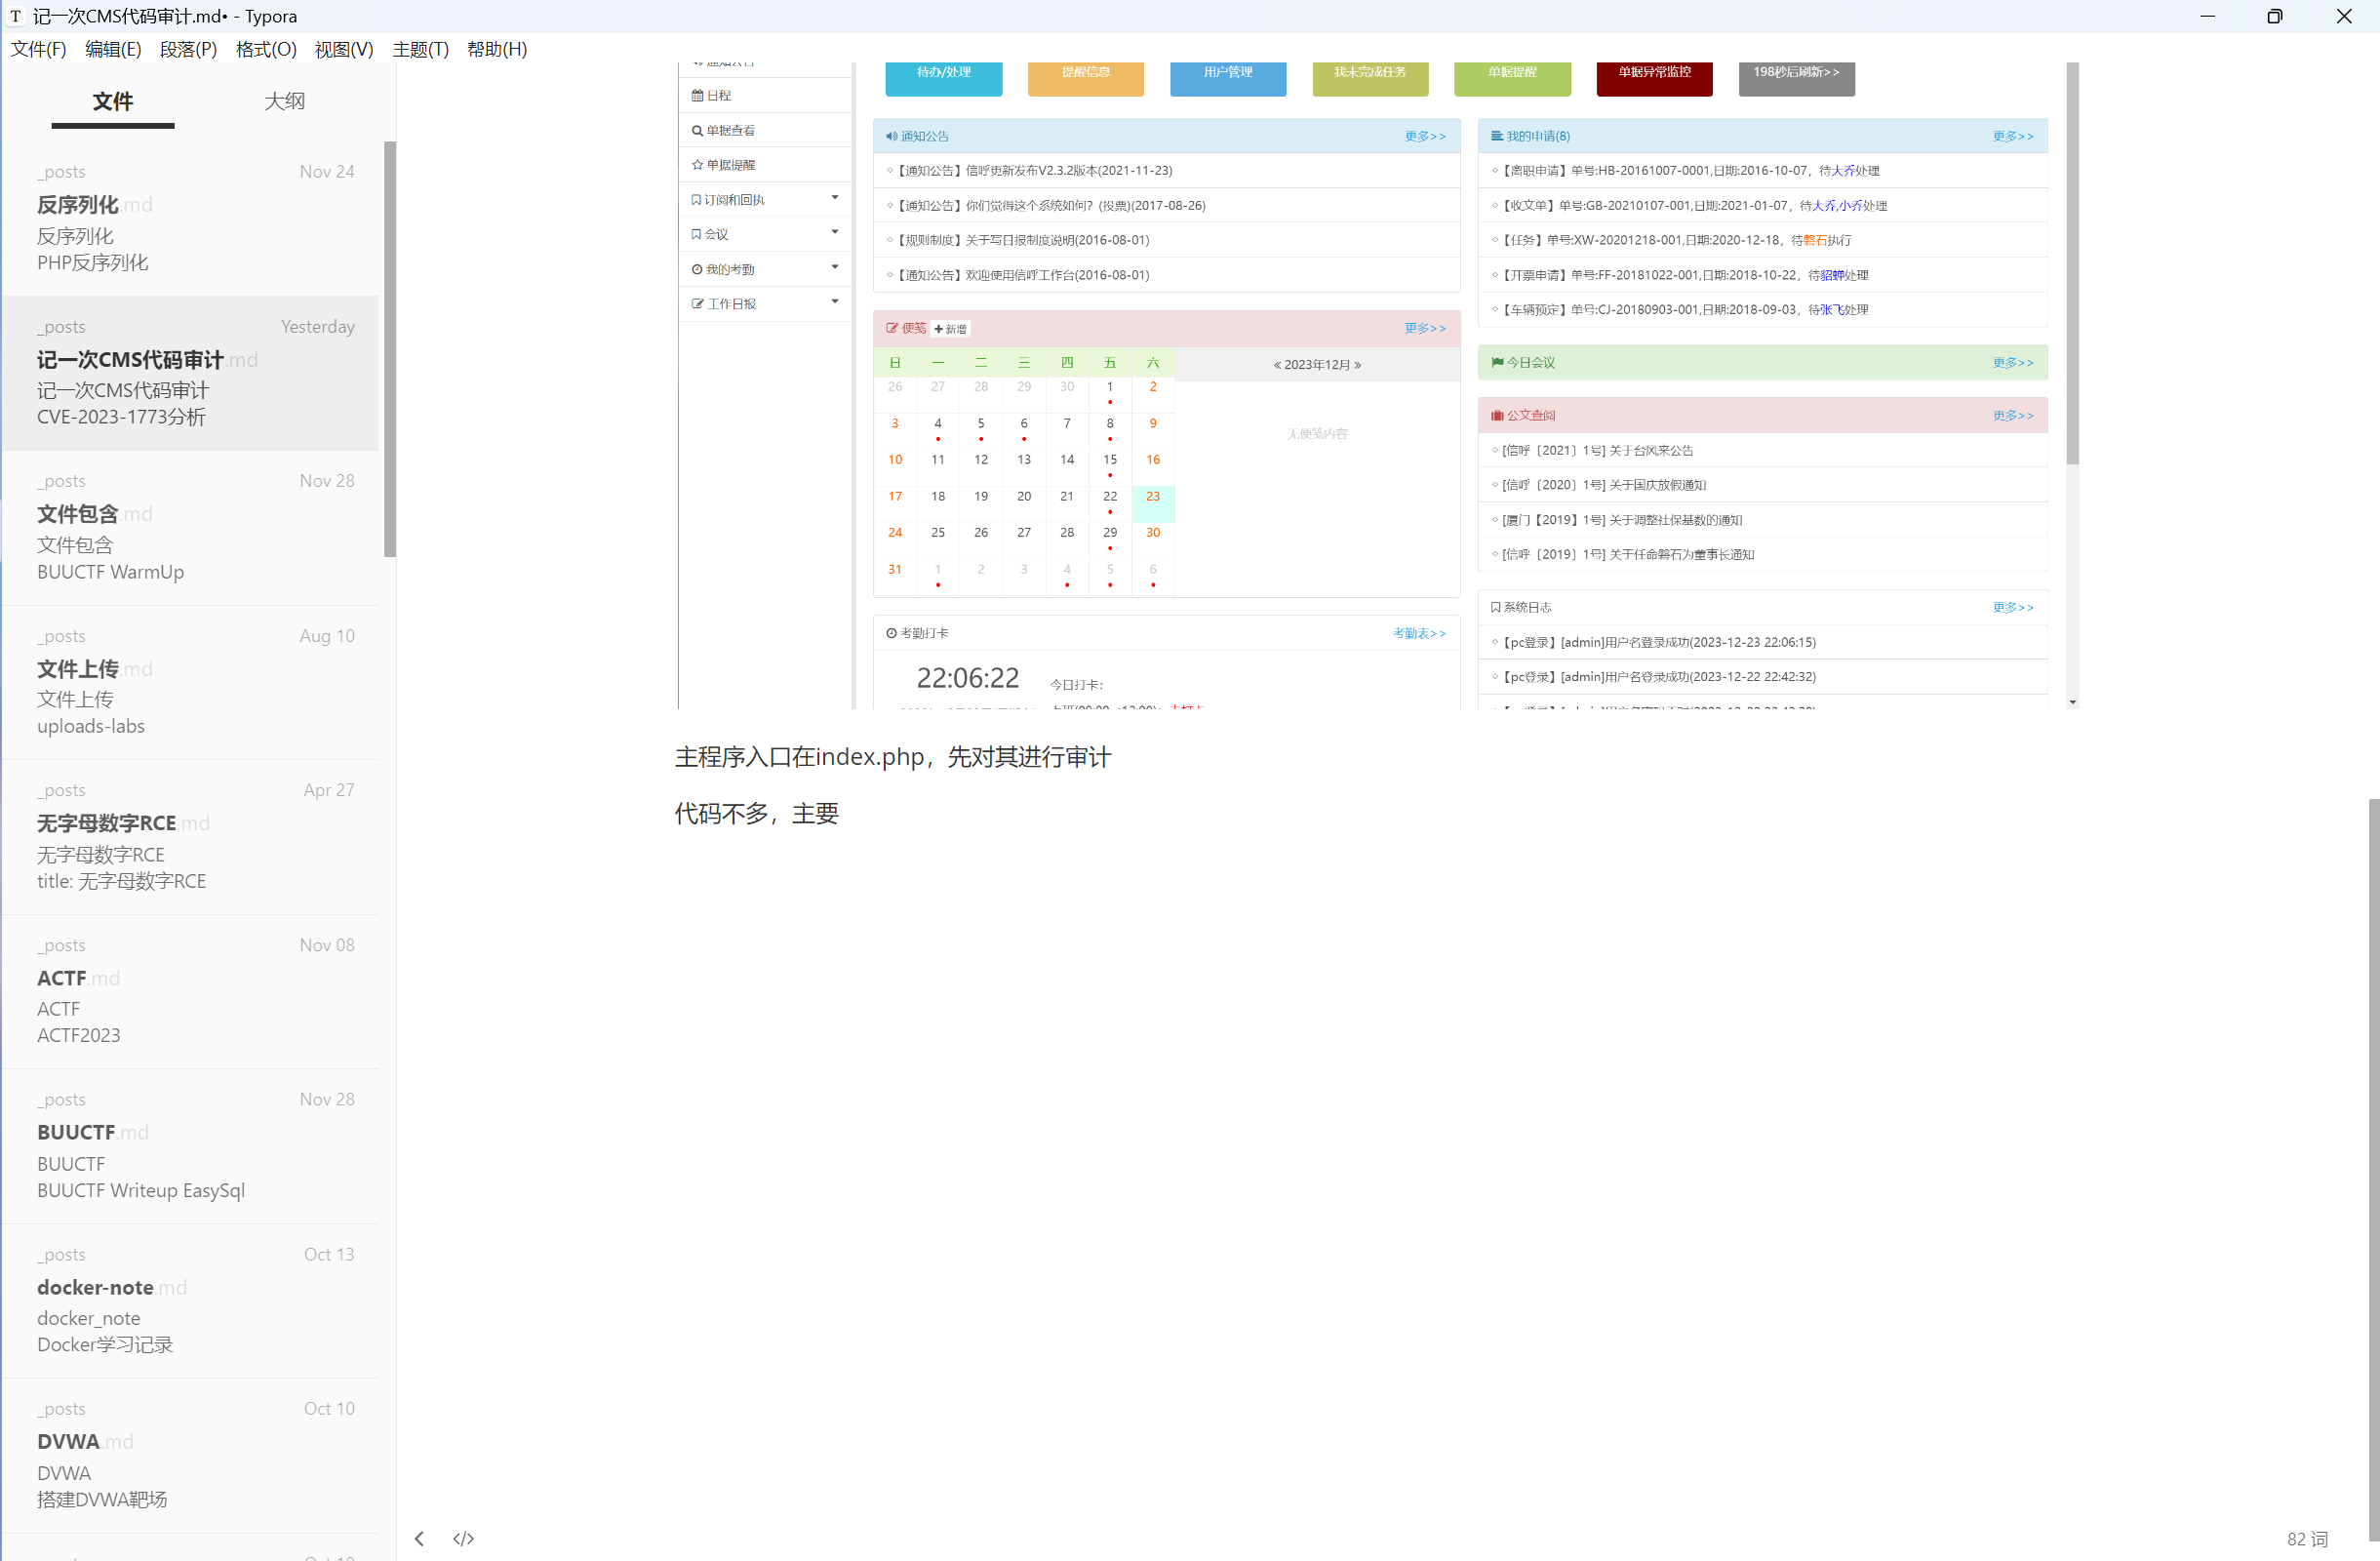 记一次CMS代码审计.md• - Typora
文件(F) 编辑(E) 段落(P) 格式(O) 视图(V) 主题(T) 帮助(H)
文件 大纲
_posts Nov 24
反序列化.md
反序列化
PHP反序列化
_posts Yesterday
记一次CMS代码审计.md
记一次CMS代码审计
CVE-2023-1773分析
_posts Nov 28
文件包含.md
文件包含
BUUCTF WarmUp
_posts Aug 10
文件上传.md
文件上传
uploads-labs
_posts Apr 27
无字母数字RCE.md
无字母数字RCE
title: 无字母数字RCE
_posts Nov 08
ACTF.md
ACTF
ACTF2023
_posts Nov 28
BUUCTF.md
BUUCTF
BUUCTF Writeup EasySql
_posts Oct 13
docker-note.md
docker_note
Docker学习记录
_posts Oct 10
DVWA.md
DVWA
搭建DVWA靶场
日程
单据查看
单据提醒
订阅和回执
会议
我的考勤
工作日报
待办/处理 提醒信息 用户管理 我未完成任务 单据提醒 单据异常监控 198秒后刷新>>
通知公告 更多>>
◇【通知公告】信呼更新发布V2.3.2版本(2021-11-23)
◇【通知公告】你们觉得这个系统如何? (投票)(2017-08-26)
◇【规则制度】关于写日报制度说明(2016-08-01)
◇【通知公告】欢迎使用信呼工作台(2016-08-01)
便笺 +新增 更多>>
日 一 二 三 四 五 六
26 27 28 29 30 1 2
3 4 5 6 7 8 9
10 11 12 13 14 15 16
17 18 19 20 21 22 23
24 25 26 27 28 29 30
31 1 2 3 4 5 6
« 2023年12月 »
无便笺内容
考勤打卡 考勤表>>
22:06:22
今日打卡:
我的申请(8) 更多>>
◇【离职申请】单号:HB-20161007-0001,日期:2016-10-07，待大乔处理
◇【收文单】单号:GB-20210107-001,日期:2021-01-07，待大乔,小乔处理
◇【任务】单号:XW-20201218-001,日期:2020-12-18，待磐石执行
◇【开票申请】单号:FF-20181022-001,日期:2018-10-22，待貂蝉处理
◇【车辆预定】单号:CJ-20180903-001,日期:2018-09-03，待张飞处理
今日会议 更多>>
公文查阅 更多>>
◇ [信呼〔2021〕1号] 关于台风来公告
◇ [信呼〔2020〕1号] 关于国庆放假通知
◇ [厦门【2019】1号] 关于调整社保基数的通知
◇ [信呼〔2019〕1号] 关于任命磐石为董事长通知
系统日志 更多>>
◇【pc登录】[admin]用户名登录成功(2023-12-23 22:06:15)
◇【pc登录】[admin]用户名登录成功(2023-12-22 22:42:32)
主程序入口在index.php，先对其进行审计
代码不多，主要
82 词